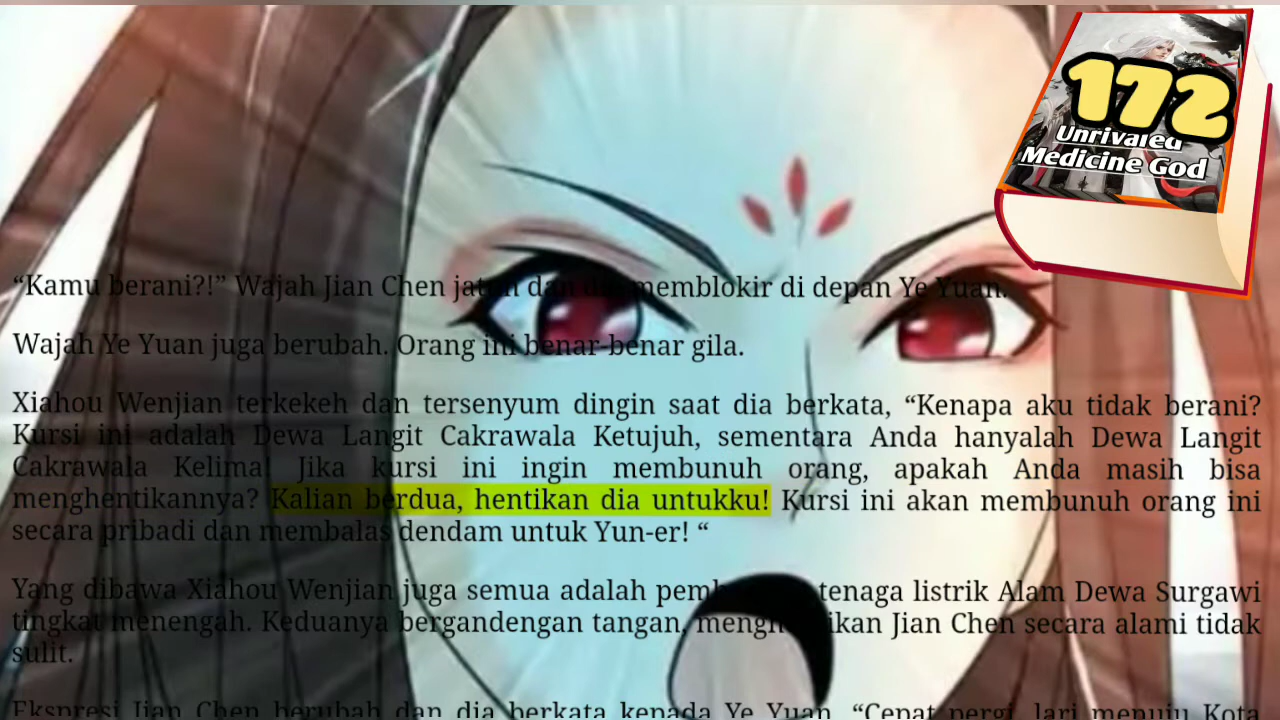 172
Unrivaled
Medicine God
“Kamu berani?!” Wajah Jian Chen jatuh dan dia memblokir di depan Ye Yuan.
Wajah Ye Yuan juga berubah. Orang ini benar-benar gila.
Xiahou Wenjian terkekeh dan tersenyum dingin saat dia berkata, “Kenapa aku tidak berani?
Kursi ini adalah Dewa Langit Cakrawala Ketujuh, sementara Anda hanyalah Dewa Langit
Cakrawala Kelima! Jika kursi ini ingin membunuh orang, apakah Anda masih bisa
menghentikannya? Kalian berdua, hentikan dia untukku! Kursi ini akan membunuh orang ini
secara pribadi dan membalas dendam untuk Yun-er! “
Yang dibawa Xiahou Wenjian juga semua adalah tenaga listrik Alam Dewa Surgawi
tingkat menengah. Keduanya bergandengan tangan, Jian Chen secara alami tidak
sulit.
Ekspresi Jian Chen berubah dan dia berkata kepada Ye Yuan, “Cepat pergi, lari menuju Kota